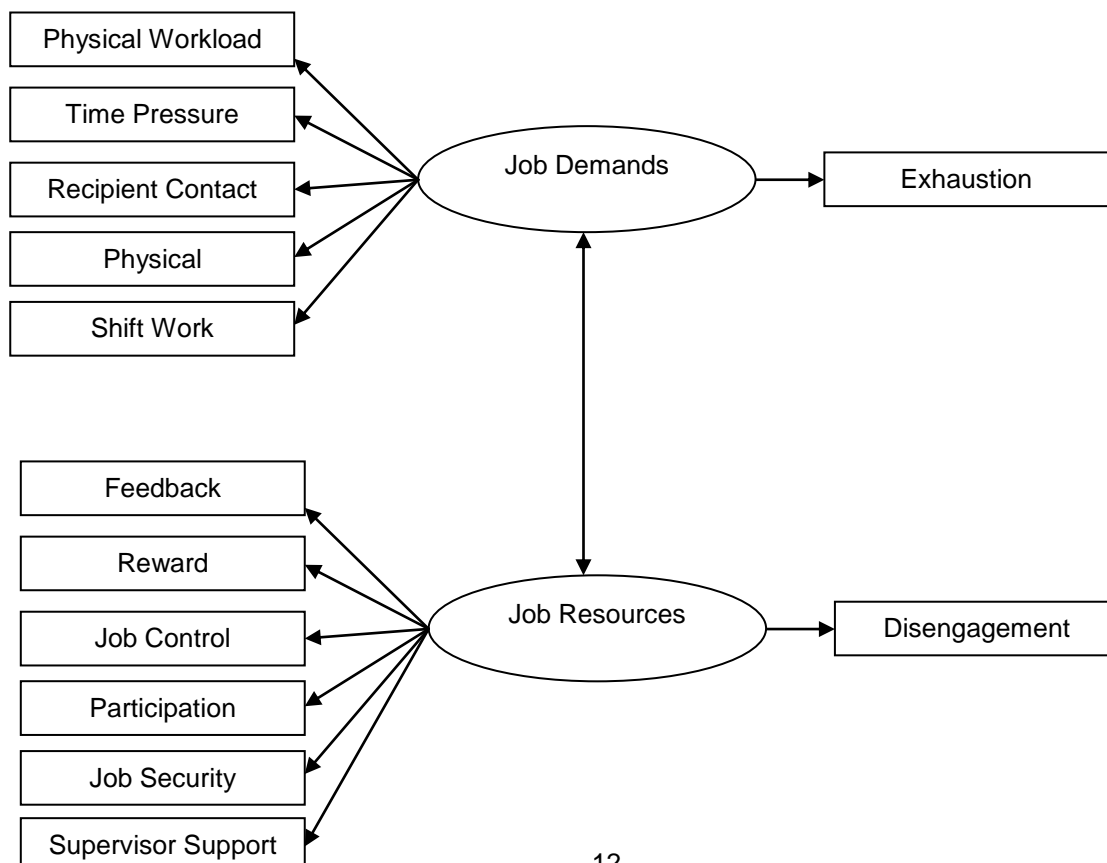 Physical Workload
Time Pressure
Recipient Contact
Physical
Shift Work
Job Demands
Exhaustion
Feedback
Reward
Job Control
Participation
Job Security
Supervisor Support
Job Resources
Disengagement
12